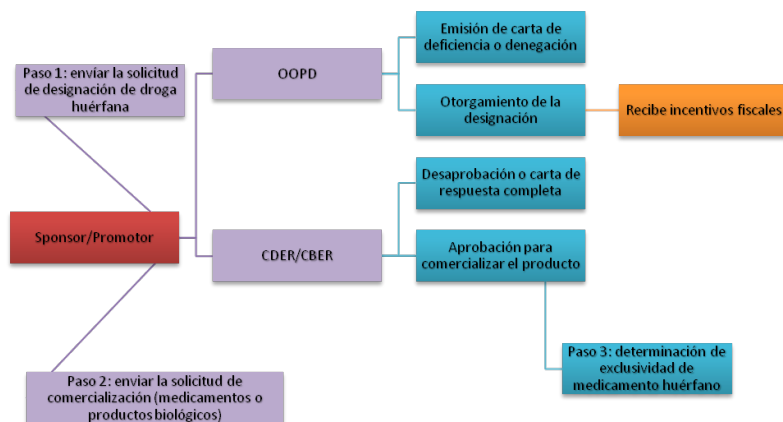 Emisión de carta de
deficiencia o denegación
Paso 1: envíar la solicitud
de designación de droga
huérfana
OOPD
Otorgamiento de la
designación
Recibe incentivos fiscales
Desaprobación o carta de
respuesta completa
Sponsor/Promotor
CDER/CBER
Aprobación para
comercializar el producto
Paso 2: enviar la solicitud de
comercialización (medicamentos o
productos biológicos)
Paso 3: determinación de
exclusividad de
medicamento huérfano